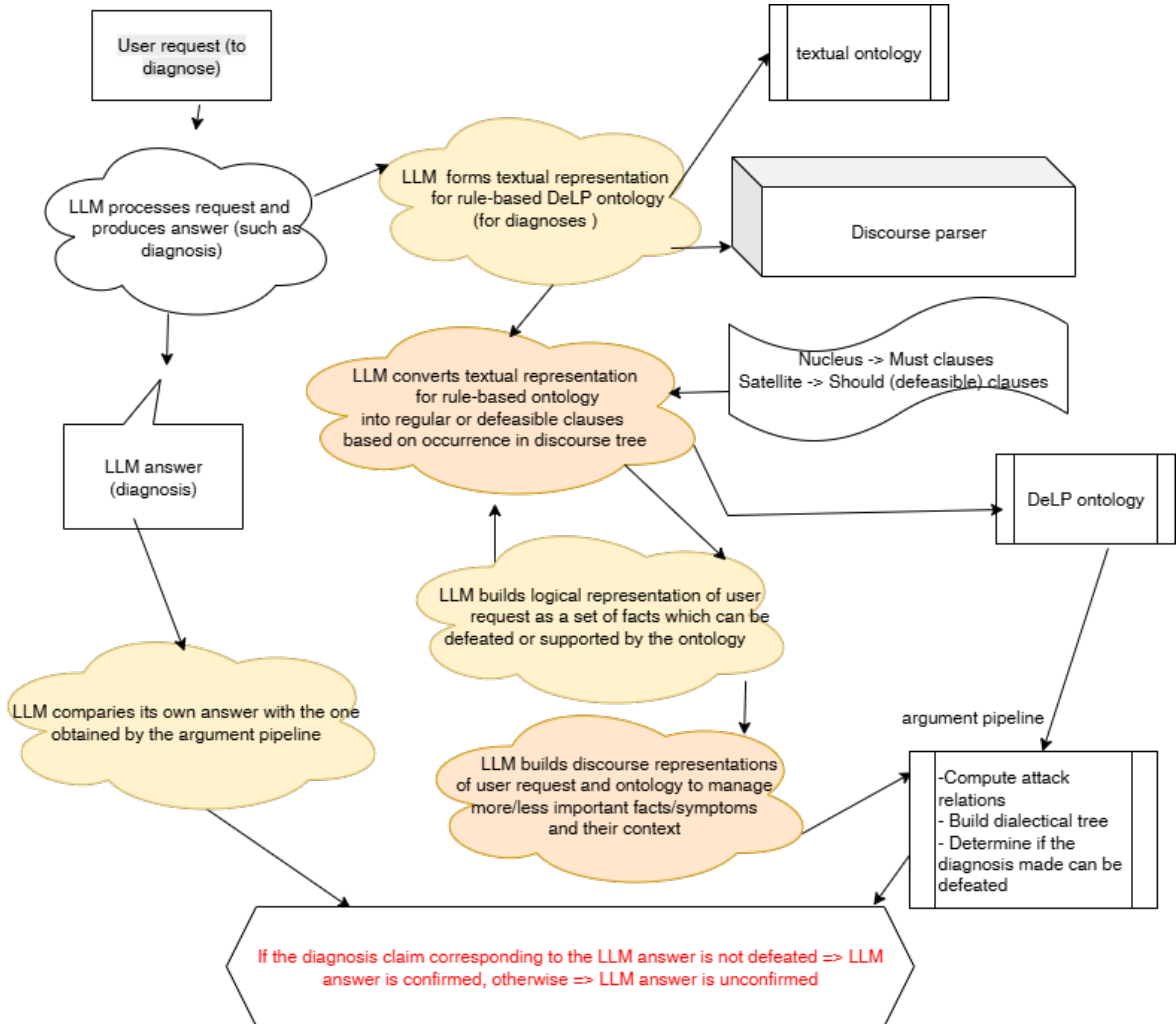 User request (to
diagnose)
textual ontology
LLM  forms textual representation
for rule-based DeLP ontology
(for diagnoses )
LLM processes request and
produces answer (such as
diagnosis)
Discourse parser
Nucleus -> Must clauses
Satellite -> Should (defeasible) clauses
LLM converts textual representation
for rule-based ontology
into regular or defeasible clauses
based on occurrence in discourse tree
LLM answer
(diagnosis)
DeLP ontology
LLM builds logical representation of user
request as a set of facts which can be
defeated or supported by the ontology
LLM comparies its own answer with the one
obtained by the argument pipeline
argument pipeline
LLM builds discourse representations
of user request and ontology to manage
more/less important facts/symptoms
and their context
-Compute attack
relations
- Build dialectical tree
- Determine if the
diagnosis made can be
defeated
If the diagnosis claim corresponding to the LLM answer is not defeated => LLM
answer is confirmed, otherwise => LLM answer is unconfirmed